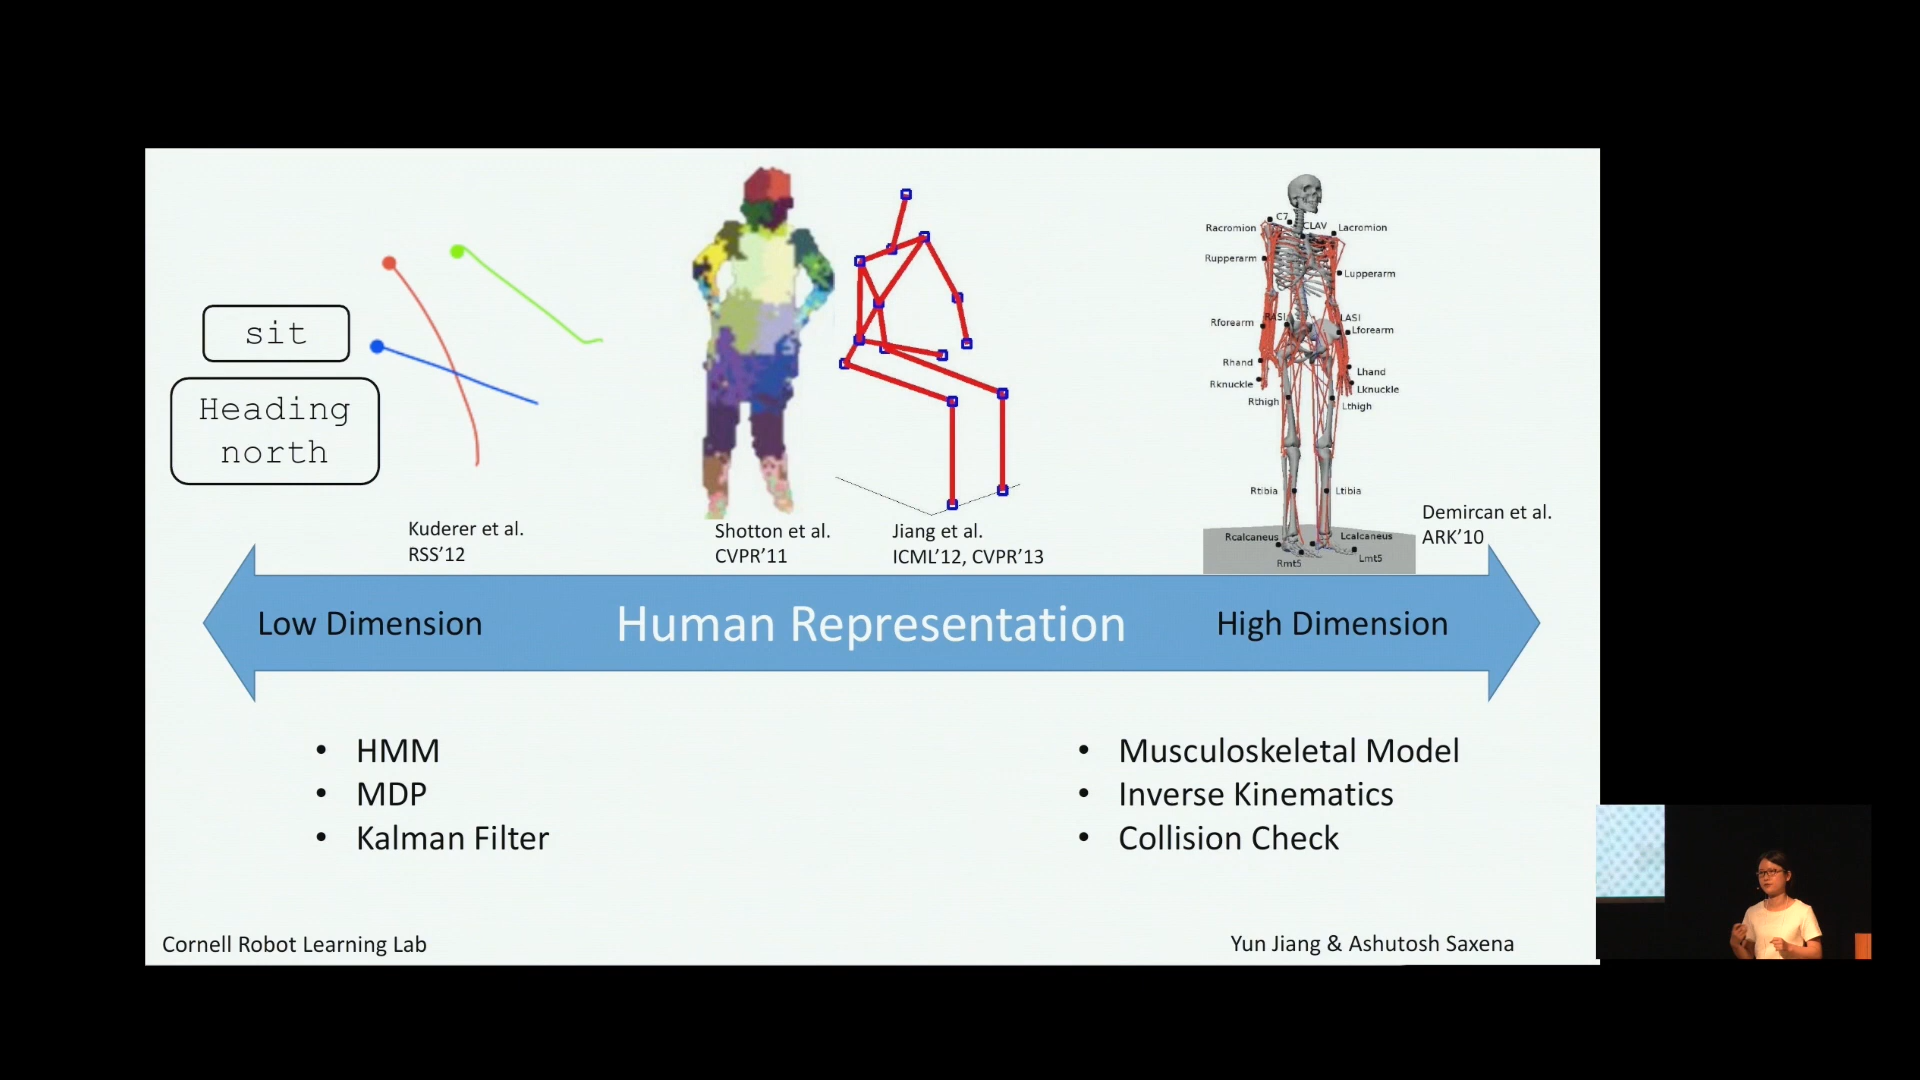 sit
Heading
north
Kuderer et al.
RSS’12
Shotton et al.
CVPR’11
Jiang et al.
ICML’12, CVPR’13
C7
CLAV
Racromion
Lacromion
Rupperarm
Lupperarm
RASI
LASI
Rforearm
Lforearm
Rhand
Lhand
Rknuckle
Lknuckle
Rthigh
Lthigh
Rtibia
Ltibia
Rcalcaneus
Lcalcaneus
Rmt5
Lmt5
Demircan et al.
ARK’10
Low Dimension
Human Representation
High Dimension
• HMM
• MDP
• Kalman Filter
• Musculoskeletal Model
• Inverse Kinematics
• Collision Check
Cornell Robot Learning Lab
Yun Jiang & Ashutosh Saxena